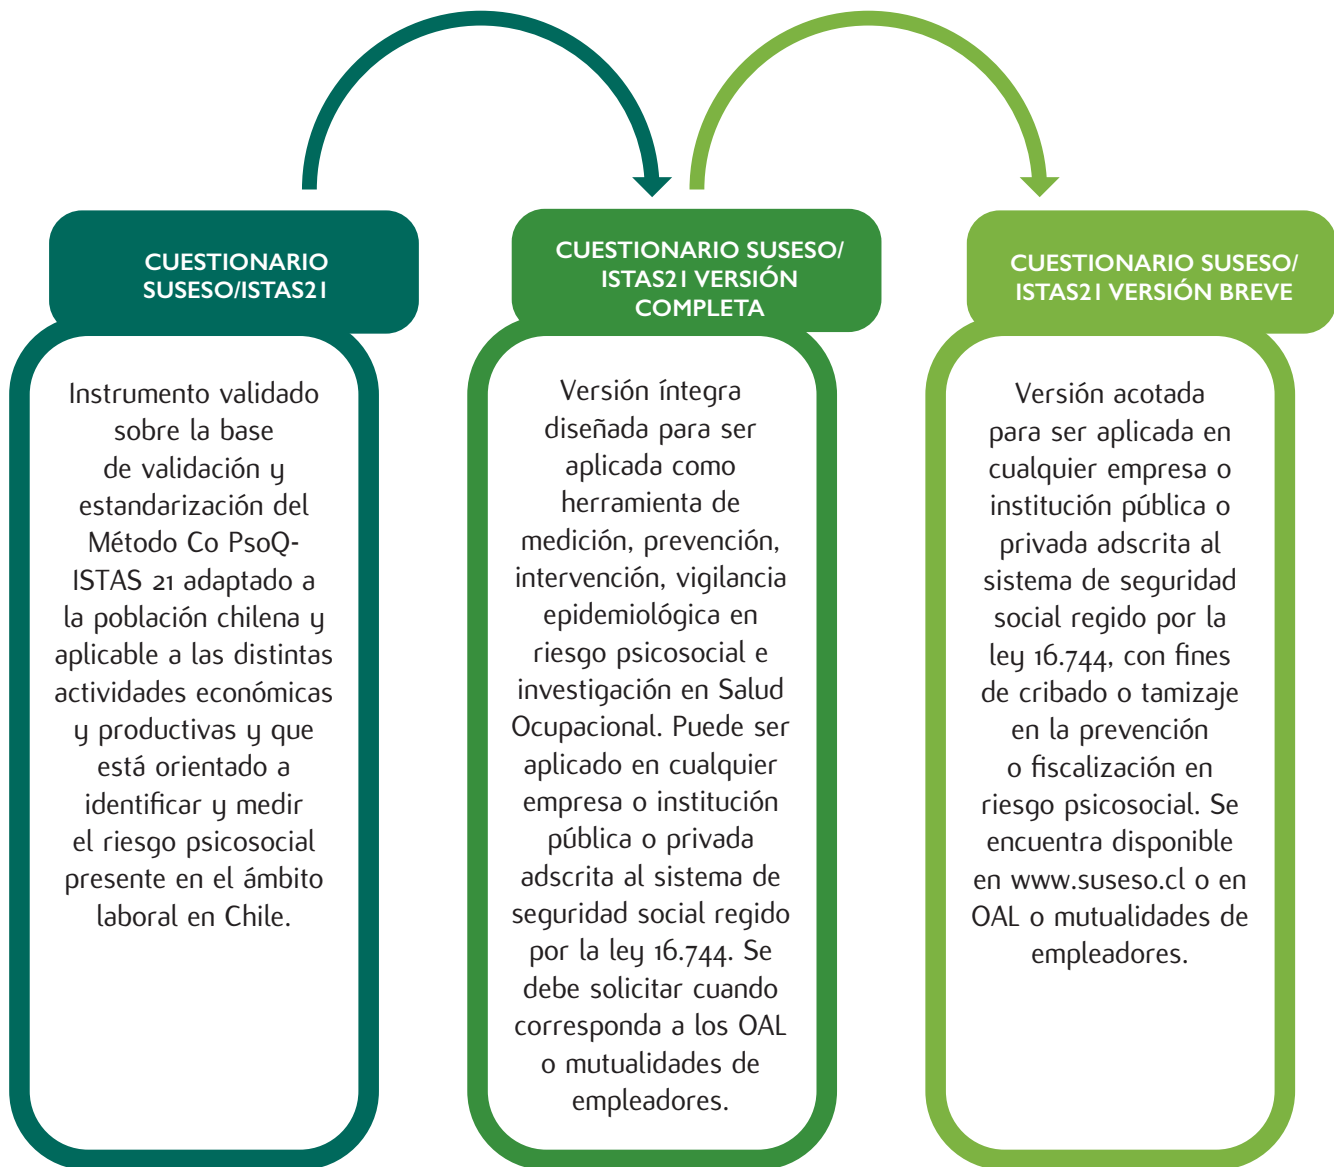 CUESTIONARIO
SUSESO/ISTAS21
Instrumento validado
sobre la base
de validación y
estandarización del
Método Co PsoQ-
ISTAS 21 adaptado a
la población chilena y
aplicable a las distintas
actividades económicas
y productivas y que
está orientado a
identificar y medir
el riesgo psicosocial
presente en el ámbito
laboral en Chile.
CUESTIONARIO SUSESO/
ISTAS21 VERSIÓN
COMPLETA
Versión íntegra
diseñada para ser
aplicada como
herramienta de
medición, prevención,
intervención, vigilancia
epidemiológica en
riesgo psicosocial e
investigación en Salud
Ocupacional. Puede ser
aplicado en cualquier
empresa o institución
pública o privada
adscrita al sistema de
seguridad social regido
por la ley 16.744. Se
debe solicitar cuando
corresponda a los OAL
o mutualidades de
empleadores.
CUESTIONARIO SUSESO/
ISTAS21 VERSIÓN BREVE
Versión acotada
para ser aplicada en
cualquier empresa o
institución pública o
privada adscrita al
sistema de seguridad
social regido por la
ley 16.744, con fines
de cribado o tamizaje
en la prevención
o fiscalización en
riesgo psicosocial. Se
encuentra disponible
en www.suseso.cl o en
OAL o mutualidades de
empleadores.